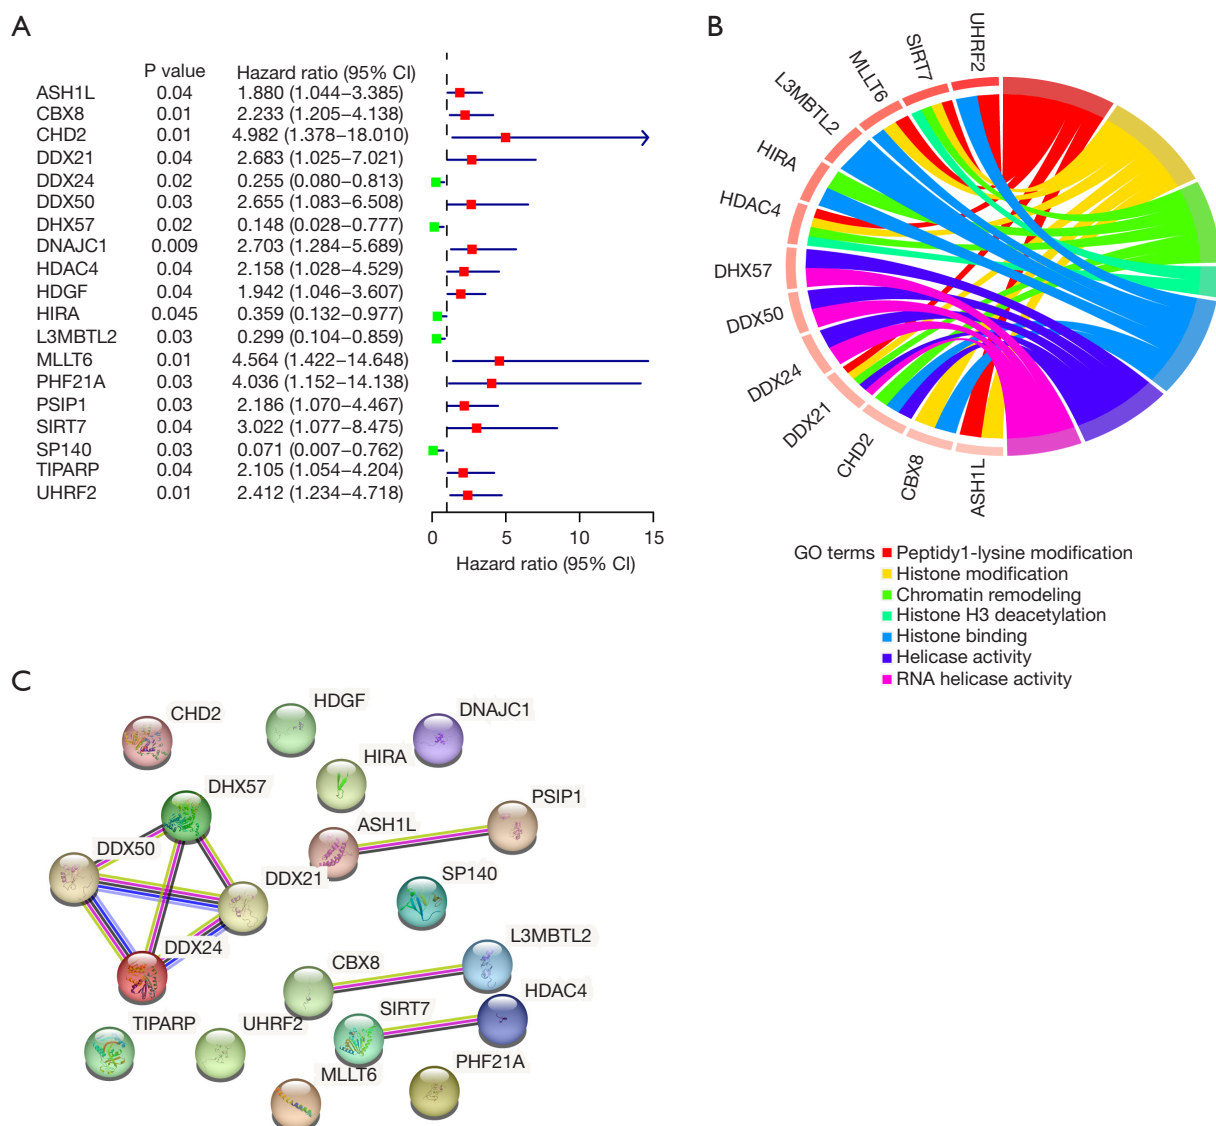 A
P value Hazard ratio (95% CI)
ASH1L 0.04 1.880 (1.044–3.385)
CBX8 0.01 2.233 (1.205–4.138)
CHD2 0.01 4.982 (1.378–18.010)
DDX21 0.04 2.683 (1.025–7.021)
DDX24 0.02 0.255 (0.080–0.813)
DDX50 0.03 2.655 (1.083–6.508)
DHX57 0.02 0.148 (0.028–0.777)
DNAJC1 0.009 2.703 (1.284–5.689)
HDAC4 0.04 2.158 (1.028–4.529)
HDGF 0.04 1.942 (1.046–3.607)
HIRA 0.045 0.359 (0.132–0.977)
L3MBTL2 0.03 0.299 (0.104–0.859)
MLLT6 0.01 4.564 (1.422–14.648)
PHF21A 0.03 4.036 (1.152–14.138)
PSIP1 0.03 2.186 (1.070–4.467)
SIRT7 0.04 3.022 (1.077–8.475)
SP140 0.03 0.071 (0.007–0.762)
TIPARP 0.04 2.105 (1.054–4.204)
UHRF2 0.01 2.412 (1.234–4.718)
0 5 10 15
Hazard ratio (95% CI)
B
UHRF2
SIRT7
MLLT6
L3MBTL2
HIRA
HDAC4
DHX57
DDX50
DDX24
DDX21
CHD2
CBX8
ASH1L
GO terms
Peptidy1-lysine modification
Histone modification
Chromatin remodeling
Histone H3 deacetylation
Histone binding
Helicase activity
RNA helicase activity
C
CHD2
HDGF
DNAJC1
HIRA
DHX57
PSIP1
ASH1L
DDX50
DDX21
SP140
L3MBTL2
DDX24
CBX8
HDAC4
SIRT7
TIPARP
UHRF2
PHF21A
MLLT6